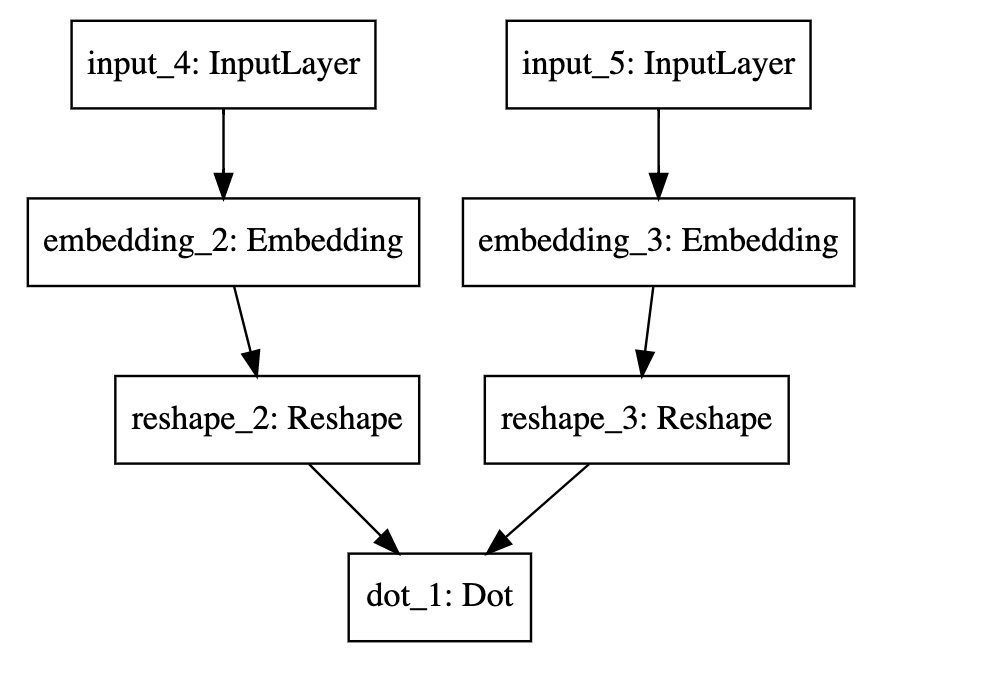 input_4: InputLayer
input_5: InputLayer
embedding_2: Embedding
embedding_3: Embedding
reshape_2: Reshape
reshape_3: Reshape
dot_1: Dot